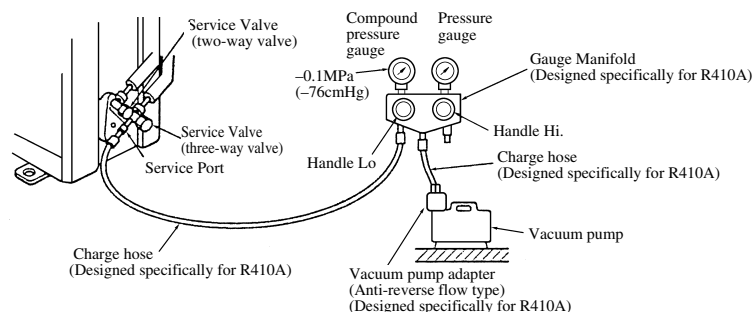 Service Valve
(two-way valve)
Compound
pressure
gauge
Pressure
gauge
Gauge Manifold
(Designed specifically for R410A)
–0.1MPa
(–76cmHg)
Service Valve
(three-way valve)
Service Port
Handle Lo
Handle Hi.
Charge hose
(Designed specifically for R410A)
Vacuum pump
Charge hose
(Designed specifically for R410A)
Vacuum pump adapter
(Anti-reverse flow type)
(Designed specifically for R410A)